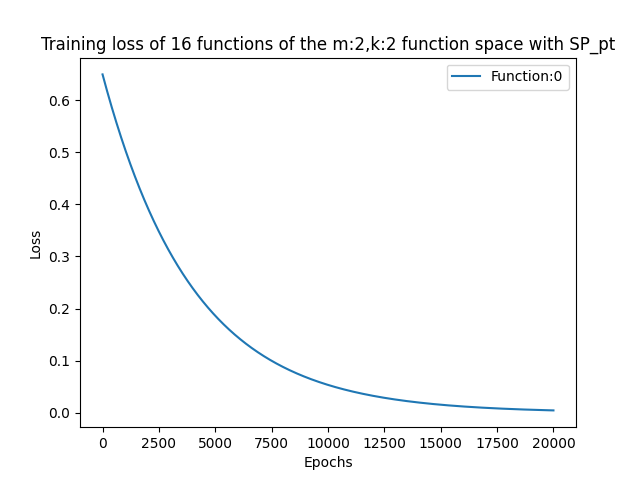 Training loss of 16 functions of the m:2,k:2 function space with SP_pt
Function:0
Loss
0.6
0.5
0.4
0.3
0.2
0.1
0.0
0 2500 5000 7500 10000 12500 15000 17500 20000
Epochs